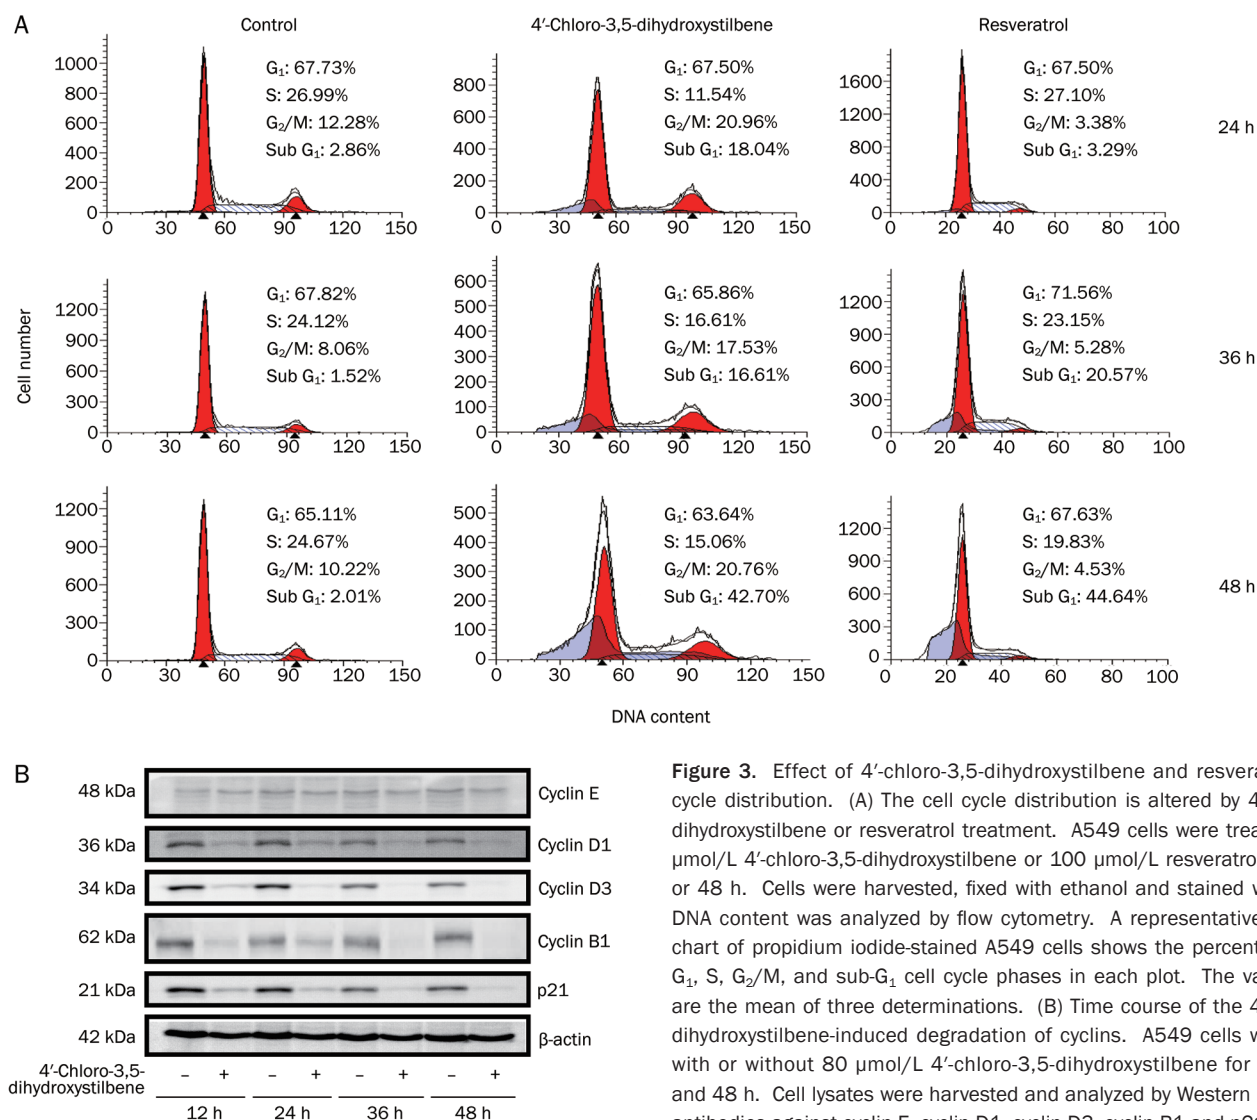 A
Control
4′-Chloro-3,5-dihydroxystilbene
Resveratrol
1000
800
600
400
200
0
0 30 60 90 120 150
G₁: 67.73%
S: 26.99%
G₂/M: 12.28%
Sub G₁: 2.86%
800
600
400
200
0
0 30 60 90 120 150
G₁: 67.50%
S: 11.54%
G₂/M: 20.96%
Sub G₁: 18.04%
1600
1200
800
400
0
0 20 40 60 80 100
G₁: 67.50%
S: 27.10%
G₂/M: 3.38%
Sub G₁: 3.29%
24 h
Cell number
1200
900
600
300
0
0 30 60 90 120 150
G₁: 67.82%
S: 24.12%
G₂/M: 8.06%
Sub G₁: 1.52%
600
500
400
300
200
100
0
0 30 60 90 120 150
G₁: 65.86%
S: 16.61%
G₂/M: 17.53%
Sub G₁: 16.61%
1200
900
600
300
0
0 20 40 60 80 100
G₁: 71.56%
S: 23.15%
G₂/M: 5.28%
Sub G₁: 20.57%
36 h
1200
900
600
300
0
0 30 60 90 120 150
G₁: 65.11%
S: 24.67%
G₂/M: 10.22%
Sub G₁: 2.01%
500
400
300
200
100
0
0 30 60 90 120 150
G₁: 63.64%
S: 15.06%
G₂/M: 20.76%
Sub G₁: 42.70%
1200
900
600
300
0
0 20 40 60 80 100
G₁: 67.63%
S: 19.83%
G₂/M: 4.53%
Sub G₁: 44.64%
48 h
DNA content
B
48 kDa Cyclin E
36 kDa Cyclin D1
34 kDa Cyclin D3
62 kDa Cyclin B1
21 kDa p21
42 kDa β-actin
4′-Chloro-3,5-
dihydroxystilbene
– + – + – + – +
12 h 24 h 36 h 48 h
Figure 3. Effect of 4′-chloro-3,5-dihydroxystilbene and resvera
cycle distribution. (A) The cell cycle distribution is altered by 4
dihydroxystilbene or resveratrol treatment. A549 cells were trea
μmol/L 4′-chloro-3,5-dihydroxystilbene or 100 μmol/L resveratro
or 48 h. Cells were harvested, fixed with ethanol and stained
DNA content was analyzed by flow cytometry. A representative
chart of propidium iodide-stained A549 cells shows the percent
G₁, S, G₂/M, and sub-G₁ cell cycle phases in each plot. The va
are the mean of three determinations. (B) Time course of the 4
dihydroxystilbene-induced degradation of cyclins. A549 cells
with or without 80 μmol/L 4′-chloro-3,5-dihydroxystilbene for
and 48 h. Cell lysates were harvested and analyzed by Western
antibodies against cyclin E, cyclin D1, cyclin D3, cyclin B1 and